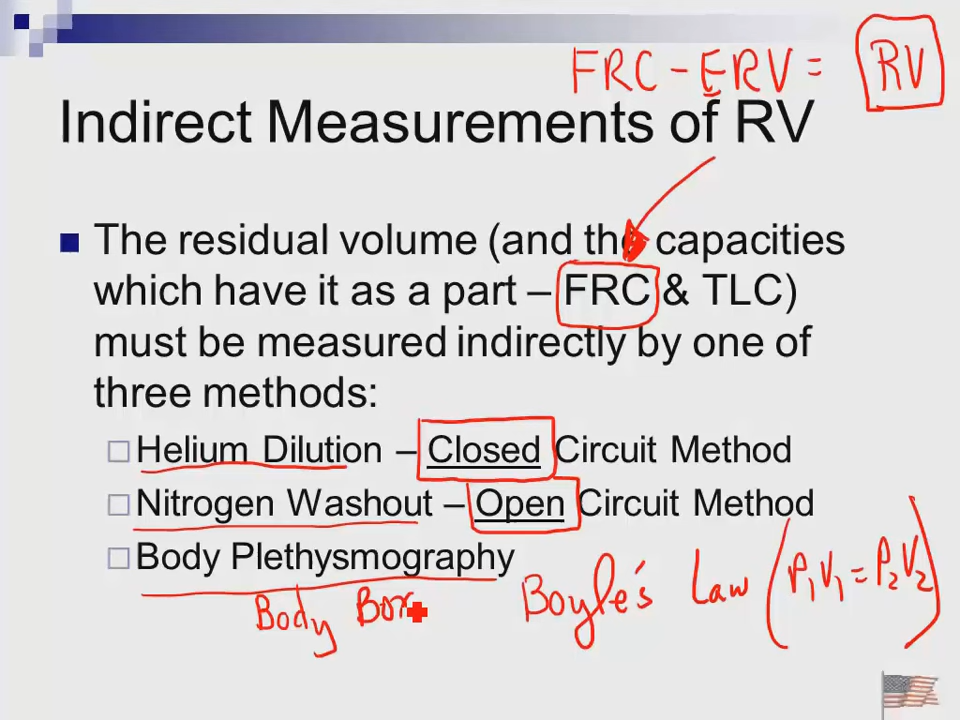 FRC - ERV = RV
Indirect Measurements of RV
The residual volume (and the capacities
which have it as a part – FRC & TLC)
must be measured indirectly by one of
three methods:
Helium Dilution – Closed Circuit Method
Nitrogen Washout – Open Circuit Method
Body Plethysmography
Body Box Boyle's Law (P1V1 = P2V2)